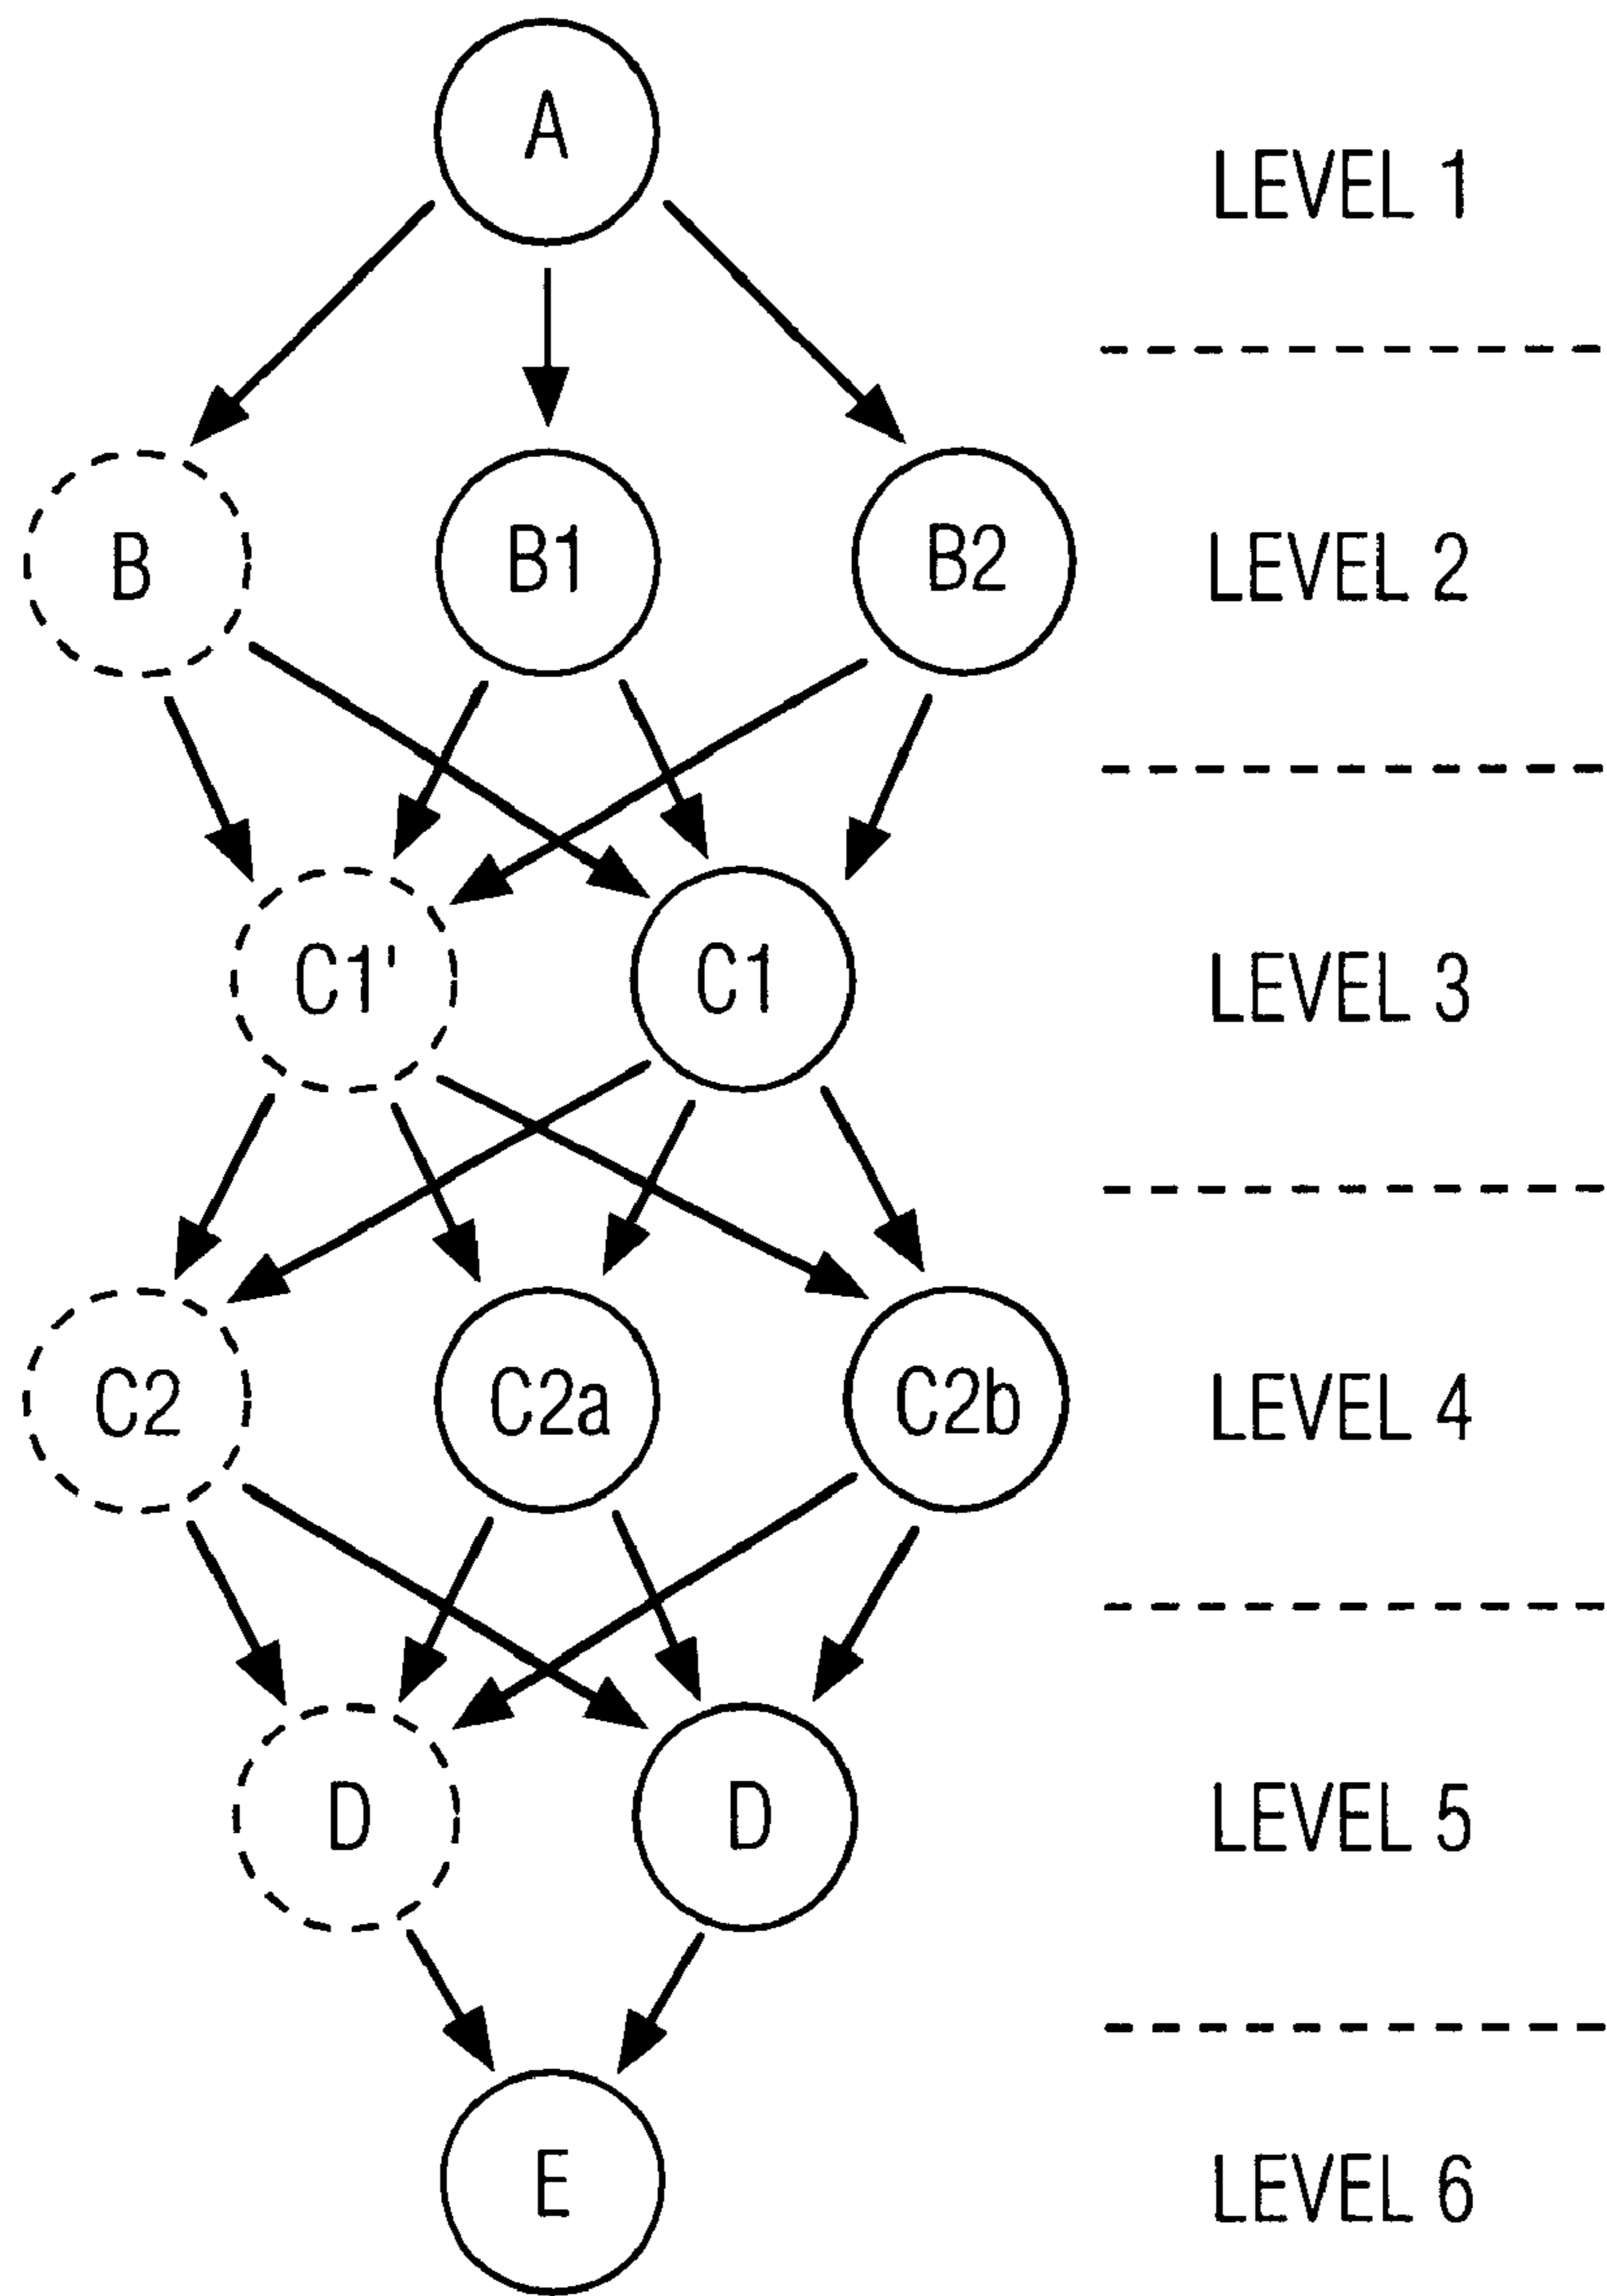 A
LEVEL 1
B
B1
B2
LEVEL 2
C1'
C1
LEVEL 3
C2
C2a
C2b
LEVEL 4
D
D
LEVEL 5
E
LEVEL 6